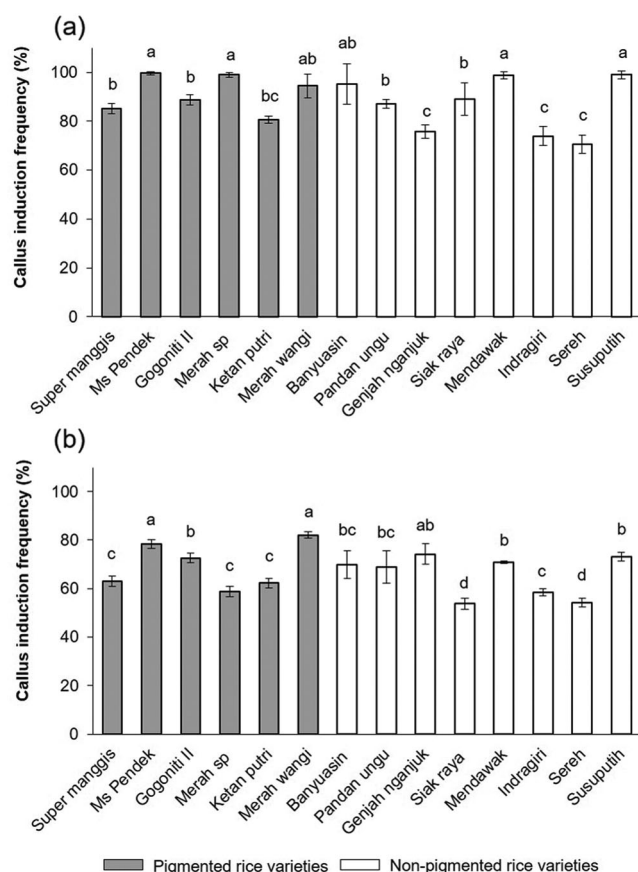 (a)
Callus induction frequency (%)
100
80
60
40
20
0
b a b a bc ab ab b c b a c c a
Super manggis
Ms Pendek
Gogoniti II
Merah sp
Ketan putri
Merah wangi
Banyuasin
Pandan ungu
Genjah nganjuk
Siak raya
Mendawak
Indragiri
Sereh
Susuputih
(b)
Callus induction frequency (%)
100
80
60
40
20
0
c a b c c a bc bc ab d b c d b
Super manggis
Ms Pendek
Gogoniti II
Merah sp
Ketan putri
Merah wangi
Banyuasin
Pandan ungu
Genjah nganjuk
Siak raya
Mendawak
Indragiri
Sereh
Susuputih
Pigmented rice varieties Non-pigmented rice varieties